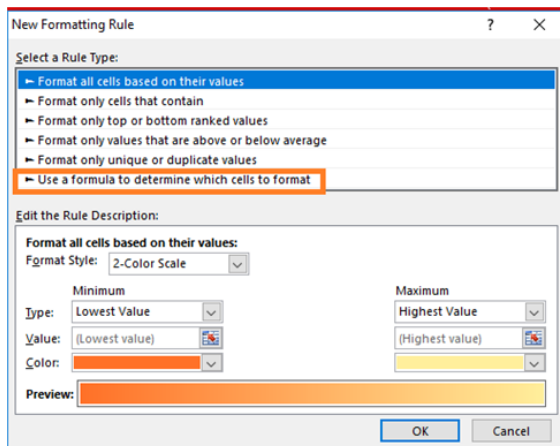 New Formatting Rule ? ×
Select a Rule Type:
► Format all cells based on their values
► Format only cells that contain
► Format only top or bottom ranked values
► Format only values that are above or below average
► Format only unique or duplicate values
► Use a formula to determine which cells to format
Edit the Rule Description:
Format all cells based on their values:
Format Style: 2-Color Scale
Minimum Maximum
Type: Lowest Value Highest Value
Value: (Lowest value) (Highest value)
Color:
Preview:
OK Cancel